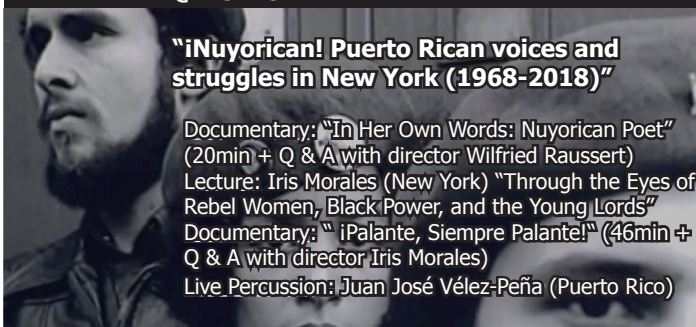 “¡Nuyorican! Puerto Rican voices and
struggles in New York (1968-2018)”
Documentary: “In Her Own Words: Nuyorican Poet”
(20min + Q & A with director Wilfried Raussert)
Lecture: Iris Morales (New York) “Through the Eyes of
Rebel Women, Black Power, and the Young Lords”
Documentary: “ ¡Palante, Siempre Palante!“ (46min +
Q & A with director Iris Morales)
Live Percussion: Juan José Vélez-Peña (Puerto Rico)